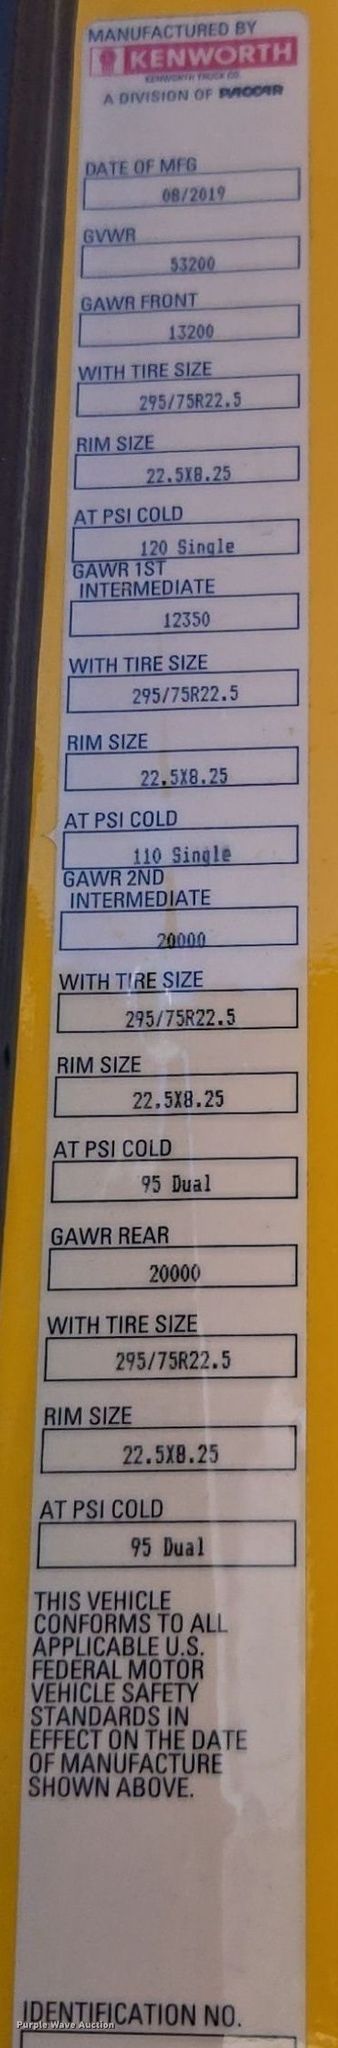 MANUFACTURED BY
KENWORTH
KENWORTH TRUCK CO.
A DIVISION OF PACCAR
DATE OF MFG
08/2019
GVWR
53200
GAWR FRONT
13200
WITH TIRE SIZE
295/75R22.5
RIM SIZE
22.5X8.25
AT PSI COLD
120 Single
GAWR 1ST
INTERMEDIATE
12350
WITH TIRE SIZE
295/75R22.5
RIM SIZE
22.5X8.25
AT PSI COLD
110 Single
GAWR 2ND
INTERMEDIATE
20000
WITH TIRE SIZE
295/75R22.5
RIM SIZE
22.5X8.25
AT PSI COLD
95 Dual
GAWR REAR
20000
WITH TIRE SIZE
295/75R22.5
RIM SIZE
22.5X8.25
AT PSI COLD
95 Dual
THIS VEHICLE
CONFORMS TO ALL
APPLICABLE U.S.
FEDERAL MOTOR
VEHICLE SAFETY
STANDARDS IN
EFFECT ON THE DATE
OF MANUFACTURE
SHOWN ABOVE.
IDENTIFICATION NO.
Purple Wave Auction